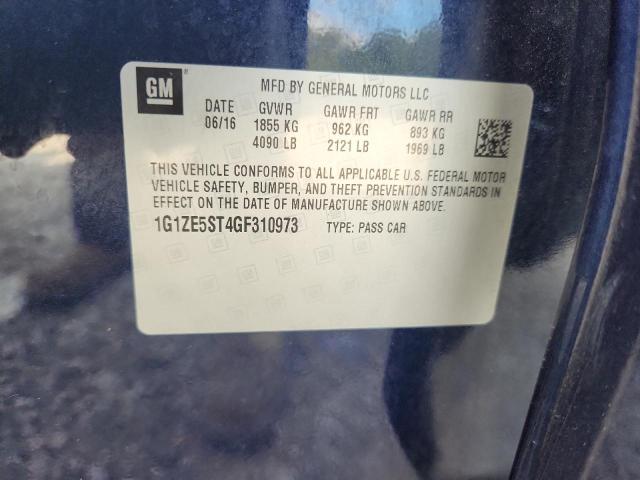 GM
MFD BY GENERAL MOTORS LLC
DATE GVWR GAWR FRT GAWR RR
06/16 1855 KG 962 KG 893 KG
4090 LB 2121 LB 1969 LB
THIS VEHICLE CONFORMS TO ALL APPLICABLE U.S. FEDERAL MOTOR
VEHICLE SAFETY, BUMPER, AND THEFT PREVENTION STANDARDS IN
EFFECT ON THE DATE OF MANUFACTURE SHOWN ABOVE.
1G1ZE5ST4GF310973 TYPE: PASS CAR